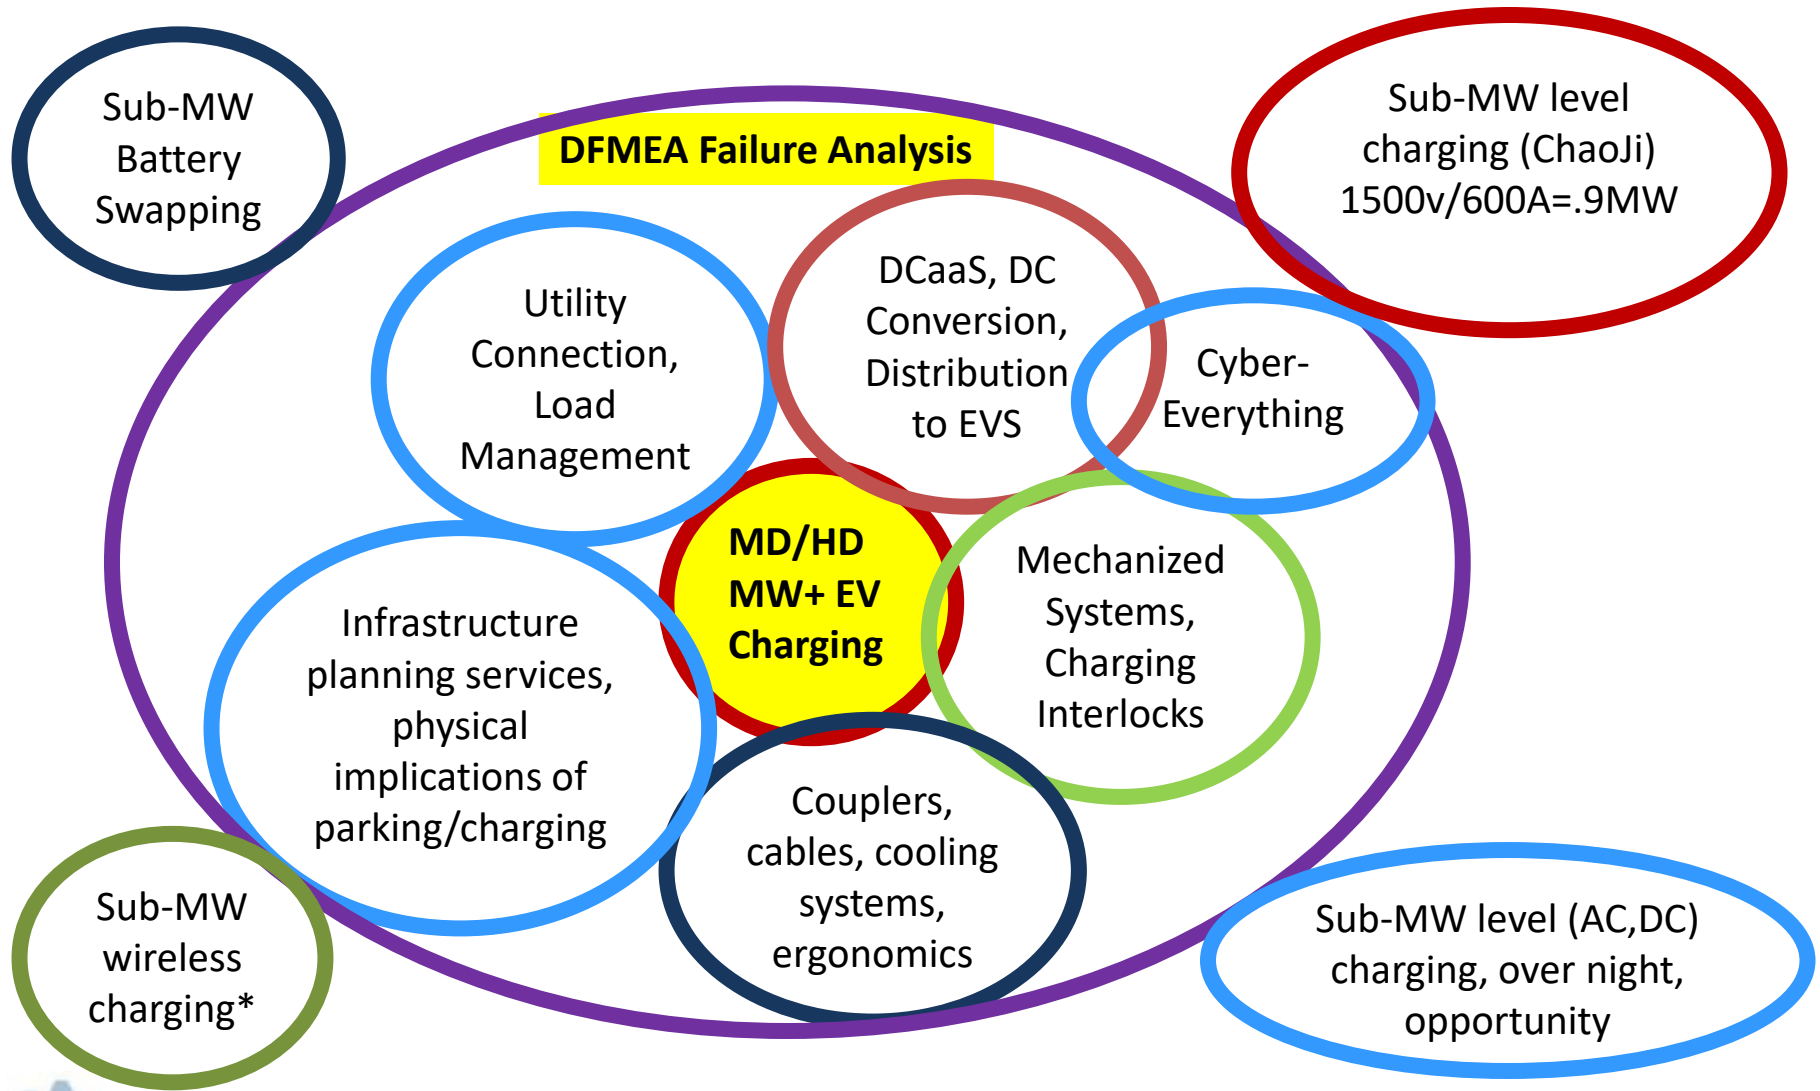 Sub-MW
Battery
Swapping
DFMEA Failure Analysis
Sub-MW level
charging (ChaoJi)
1500v/600A=.9MW
Utility
Connection,
Load
Management
DCaaS, DC
Conversion,
Distribution
to EVS
Cyber-
Everything
MD/HD
MW+ EV
Charging
Mechanized
Systems,
Charging
Interlocks
Infrastructure
planning services,
physical
implications of
parking/charging
Couplers,
cables, cooling
systems,
ergonomics
Sub-MW
wireless
charging*
Sub-MW level (AC,DC)
charging, over night,
opportunity